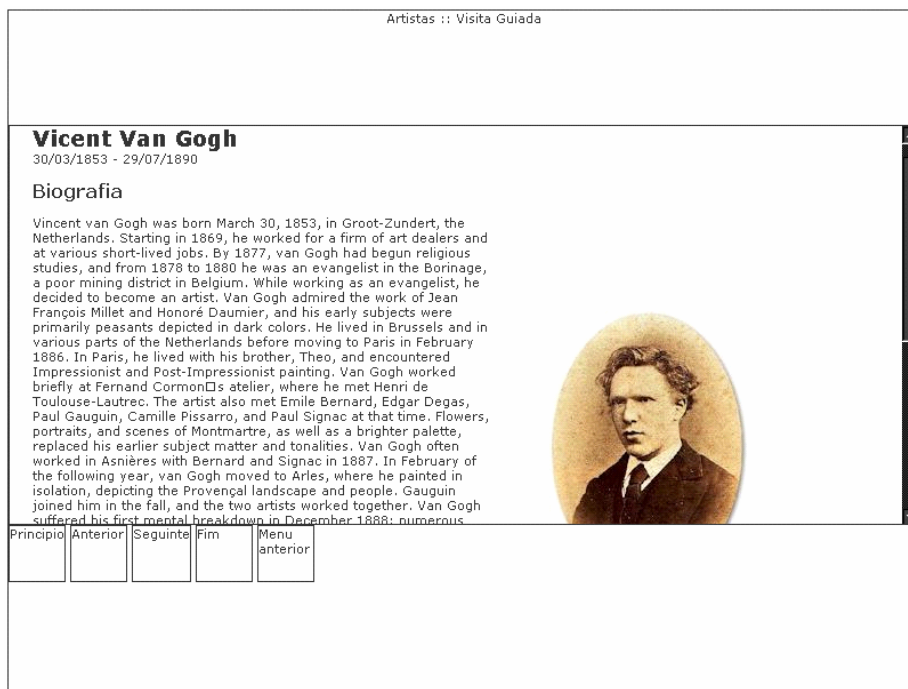 Artistas :: Visita Guiada
Vicent Van Gogh
30/03/1853 - 29/07/1890
Biografia
Vincent van Gogh was born March 30, 1853, in Groot-Zundert, the
Netherlands. Starting in 1869, he worked for a firm of art dealers and
at various short-lived jobs. By 1877, van Gogh had begun religious
studies, and from 1878 to 1880 he was an evangelist in the Borinage,
a poor mining district in Belgium. While working as an evangelist, he
decided to become an artist. Van Gogh admired the work of Jean
François Millet and Honoré Daumier, and his early subjects were
primarily peasants depicted in dark colors. He lived in Brussels and in
various parts of the Netherlands before moving to Paris in February
1886. In Paris, he lived with his brother, Theo, and encountered
Impressionist and Post-Impressionist painting. Van Gogh worked
briefly at Fernand Cormon□s atelier, where he met Henri de
Toulouse-Lautrec. The artist also met Emile Bernard, Edgar Degas,
Paul Gauguin, Camille Pissarro, and Paul Signac at that time. Flowers,
portraits, and scenes of Montmartre, as well as a brighter palette,
replaced his earlier subject matter and tonalities. Van Gogh often
worked in Asnières with Bernard and Signac in 1887. In February of
the following year, van Gogh moved to Arles, where he painted in
isolation, depicting the Provençal landscape and people. Gauguin
joined him in the fall, and the two artists worked together. Van Gogh
suffered his first mental breakdown in December 1888; numerous
Principio Anterior Seguinte Fim Menu
anterior